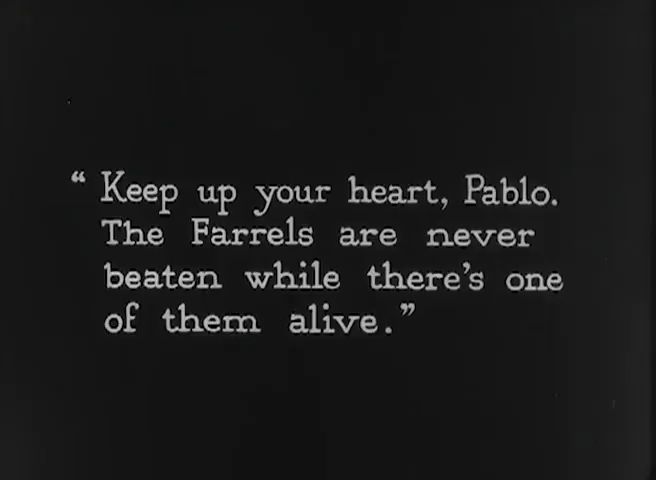 “ Keep up your heart, Pablo.
The Farrels are never
beaten while there’s one
of them alive.”